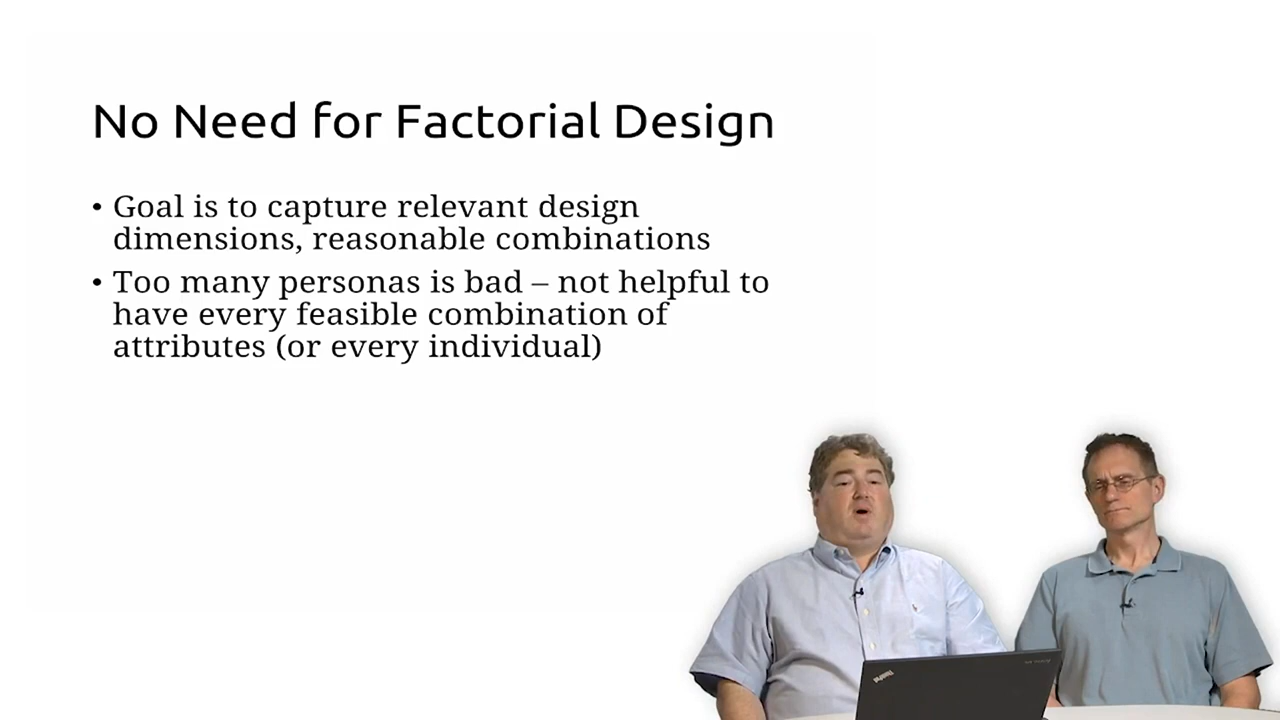 No Need for Factorial Design
• Goal is to capture relevant design
dimensions, reasonable combinations
• Too many personas is bad – not helpful to
have every feasible combination of
attributes (or every individual)
ThinkPad